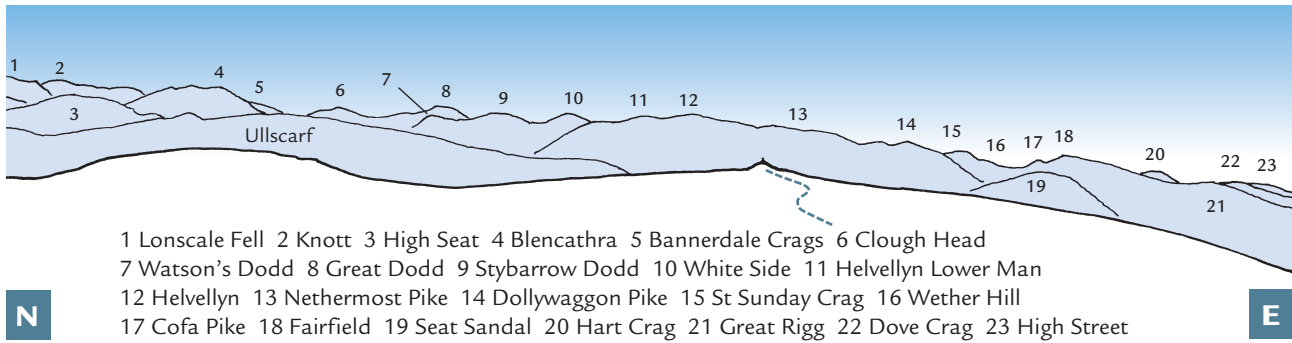 1 2 3 4 5 6 7 8 9 10 11 12 13 14 15 16 17 18 19 20 21 22 23
Ullscarf
1 Lonscale Fell 2 Knott 3 High Seat 4 Blencathra 5 Bannerdale Crags 6 Clough Head
7 Watson's Dodd 8 Great Dodd 9 Stybarrow Dodd 10 White Side 11 Helvellyn Lower Man
12 Helvellyn 13 Nethermost Pike 14 Dollywaggon Pike 15 St Sunday Crag 16 Wether Hill
17 Cofa Pike 18 Fairfield 19 Seat Sandal 20 Hart Crag 21 Great Rigg 22 Dove Crag 23 High Street
N
E